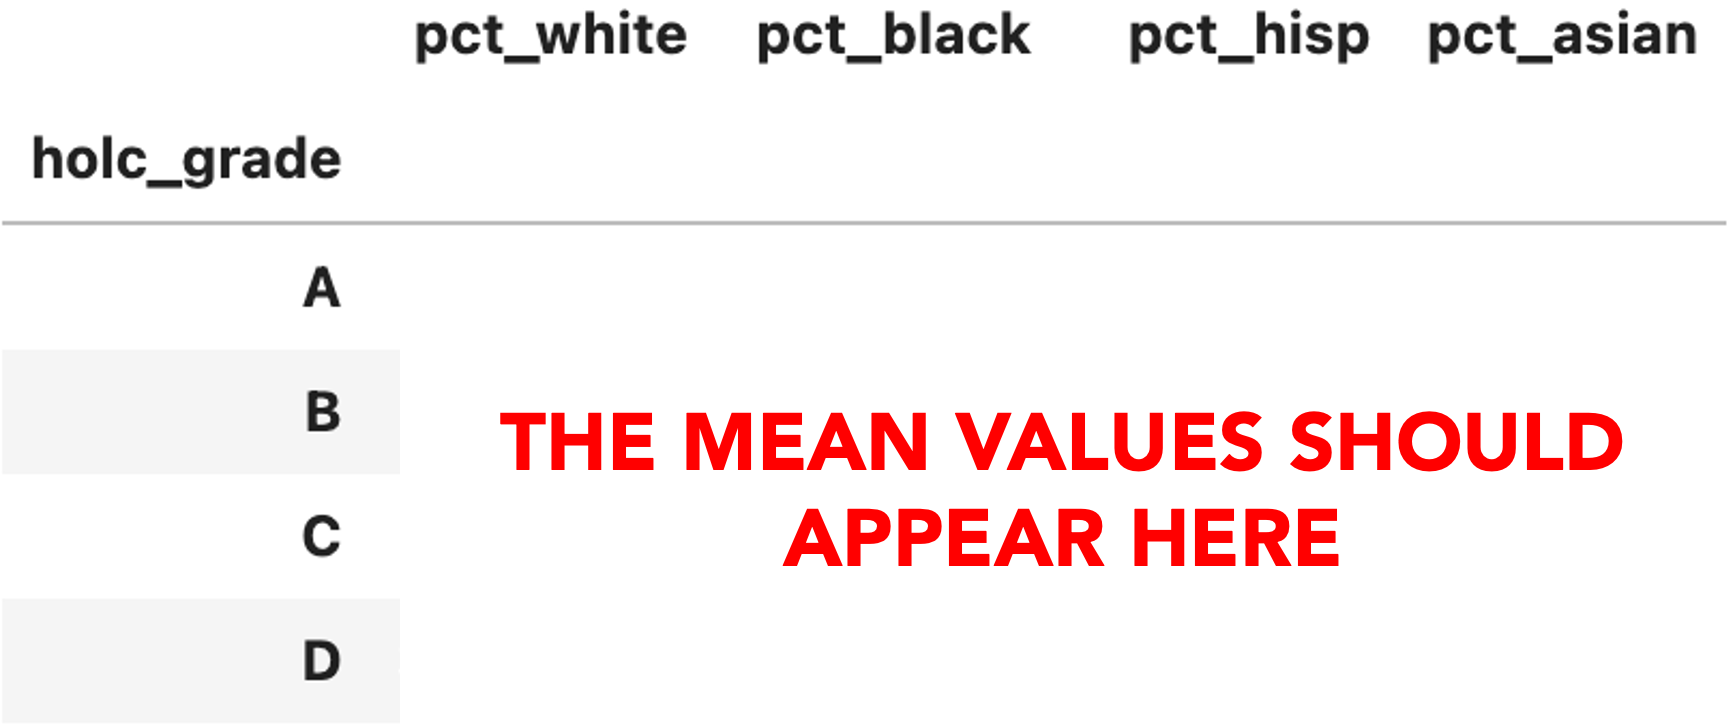 pct_white pct_black pct_hisp pct_asian
holc_grade
A
B
THE MEAN VALUES SHOULD
APPEAR HERE
C
D